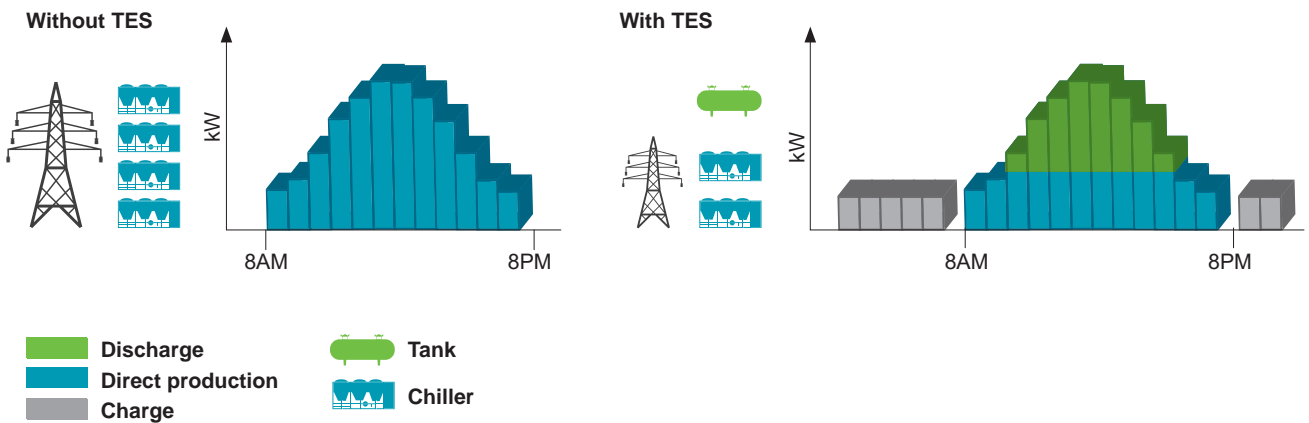 Without TES
kW
8AM
8PM
With TES
kW
8AM
8PM
Discharge
Direct production
Charge
Tank
Chiller